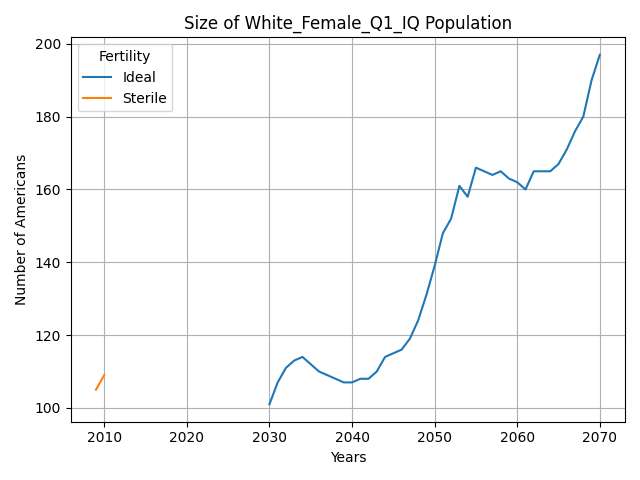 Size of White_Female_Q1_IQ Population
Fertility
Ideal
Sterile
Number of Americans
200
180
160
140
120
100
2010
2020
2030
2040
2050
2060
2070
Years